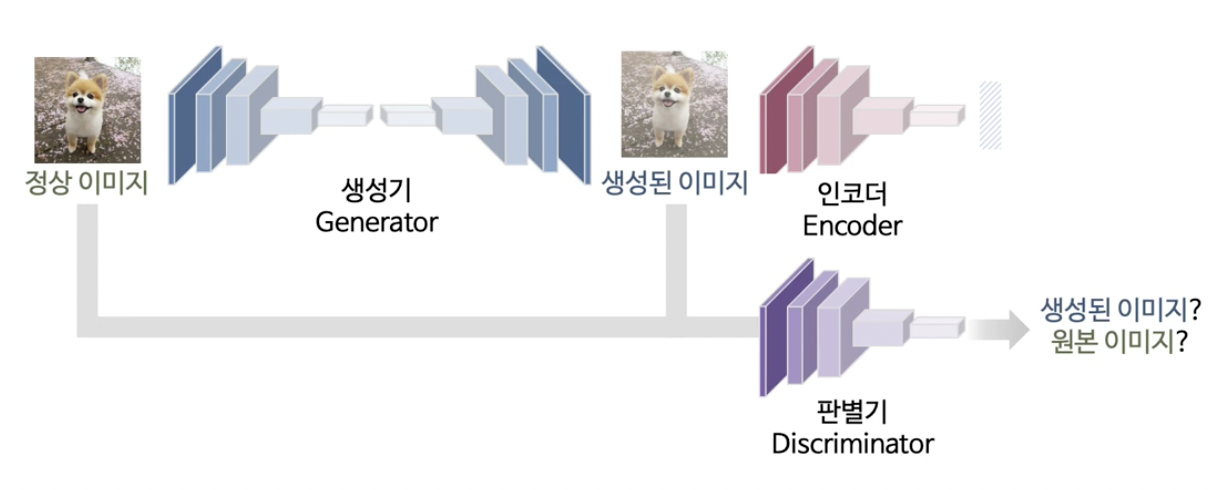 정상 이미지
생성기
Generator
생성된 이미지
인코더
Encoder
판별기
Discriminator
생성된 이미지?
원본 이미지?